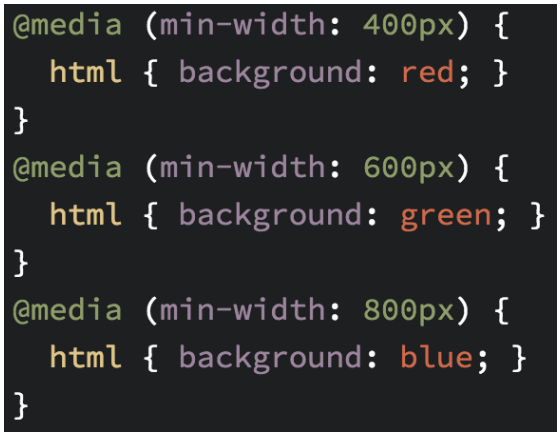 @media (min-width: 400px) {
  html { background: red; }
}
@media (min-width: 600px) {
  html { background: green; }
}
@media (min-width: 800px) {
  html { background: blue; }
}